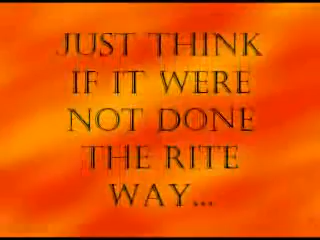 JUST THINK
IF IT WERE
NOT DONE
THE RITE
WAY...